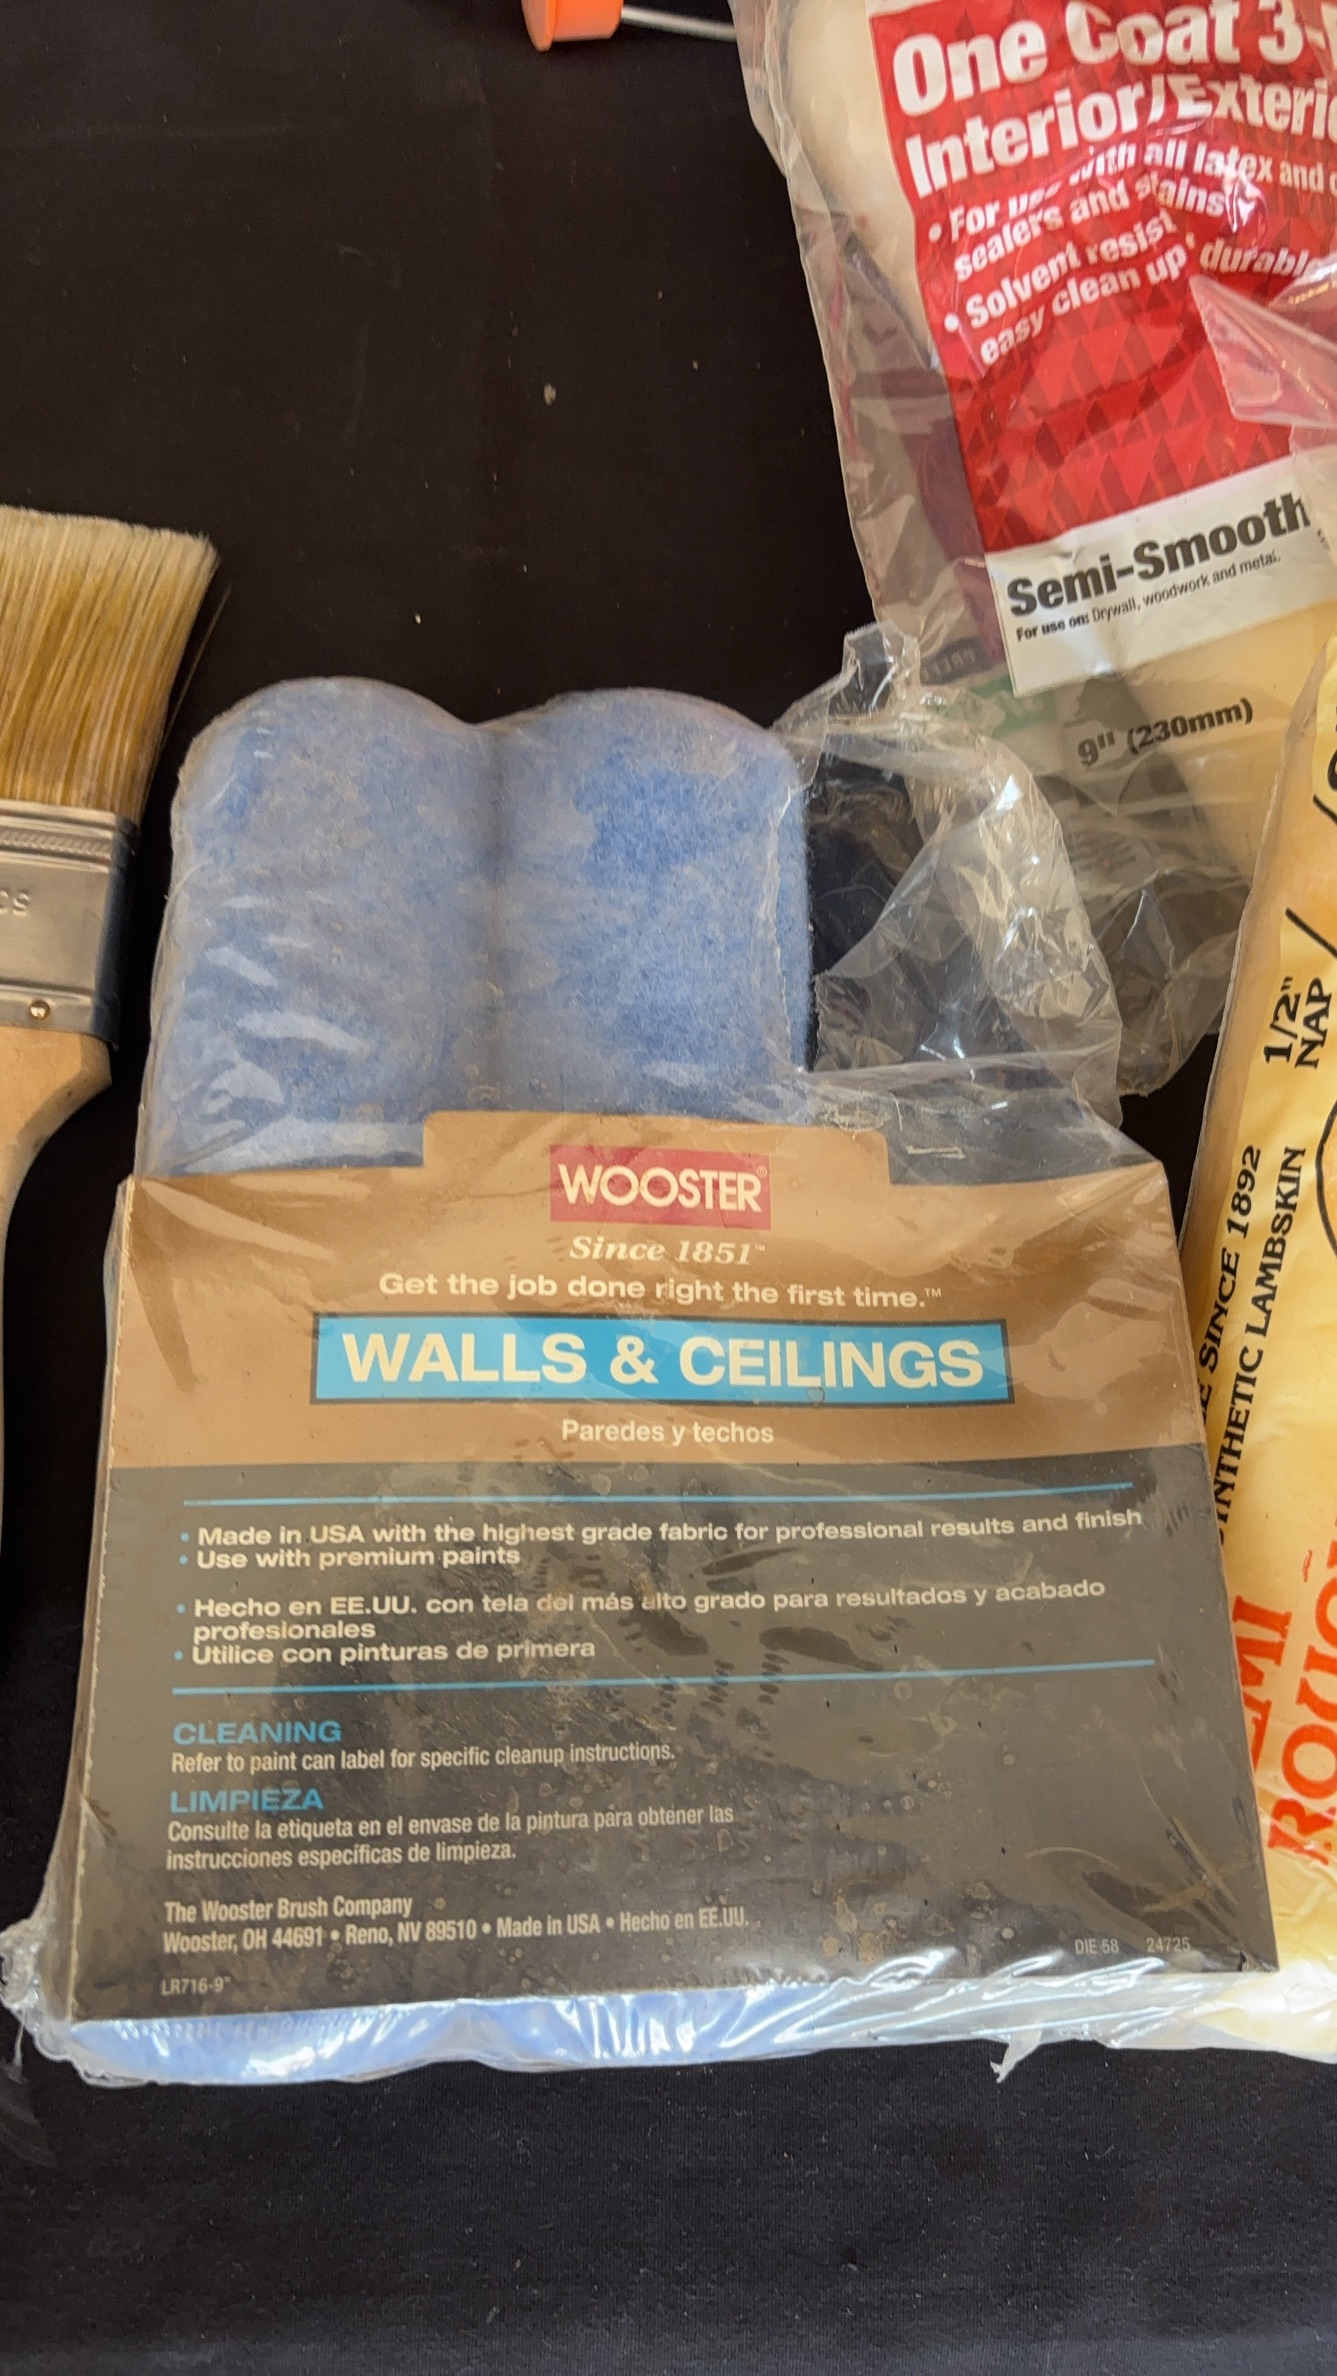 One Coat 3-
Interior/Exteri
• For use with all latex and
sealers and stains
• Solvent resist
easy clean up, durabl
Semi-Smooth
For use on: Drywall, woodwork and metal.
9" (230mm)
WOOSTER®
Since 1851™
Get the job done right the first time.™
WALLS & CEILINGS
Paredes y techos
• Made in USA with the highest grade fabric for professional results and finish
• Use with premium paints
• Hecho en EE.UU. con tela del más alto grado para resultados y acabado
profesionales
• Utilice con pinturas de primera
CLEANING
Refer to paint can label for specific cleanup instructions.
LIMPIEZA
Consulte la etiqueta en el envase de la pintura para obtener las
instrucciones específicas de limpieza.
The Wooster Brush Company
Wooster, OH 44691 • Reno, NV 89510 • Made in USA • Hecho en EE.UU.
LR716-9"
DIE 58 24725
1/2"
NAP
SINCE 1892
NTHETIC LAMBSKIN